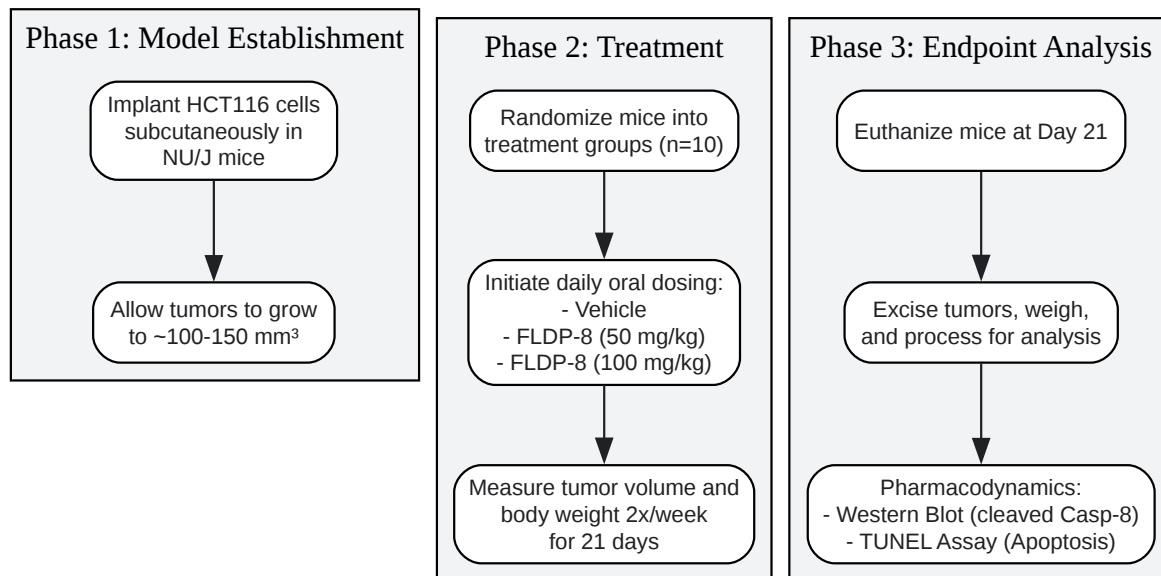 Phase 1: Model Establishment
Implant HCT116 cells
subcutaneously in
NU/J mice
Allow tumors to grow
to ~100-150 mm³
Phase 2: Treatment
Randomize mice into
treatment groups (n=10)
Initiate daily oral dosing:
- Vehicle
- FLDP-8 (50 mg/kg)
- FLDP-8 (100 mg/kg)
Measure tumor volume and
body weight 2x/week
for 21 days
Phase 3: Endpoint Analysis
Euthanize mice at Day 21
Excise tumors, weigh,
and process for analysis
Pharmacodynamics:
- Western Blot (cleaved Casp-8)
- TUNEL Assay (Apoptosis)